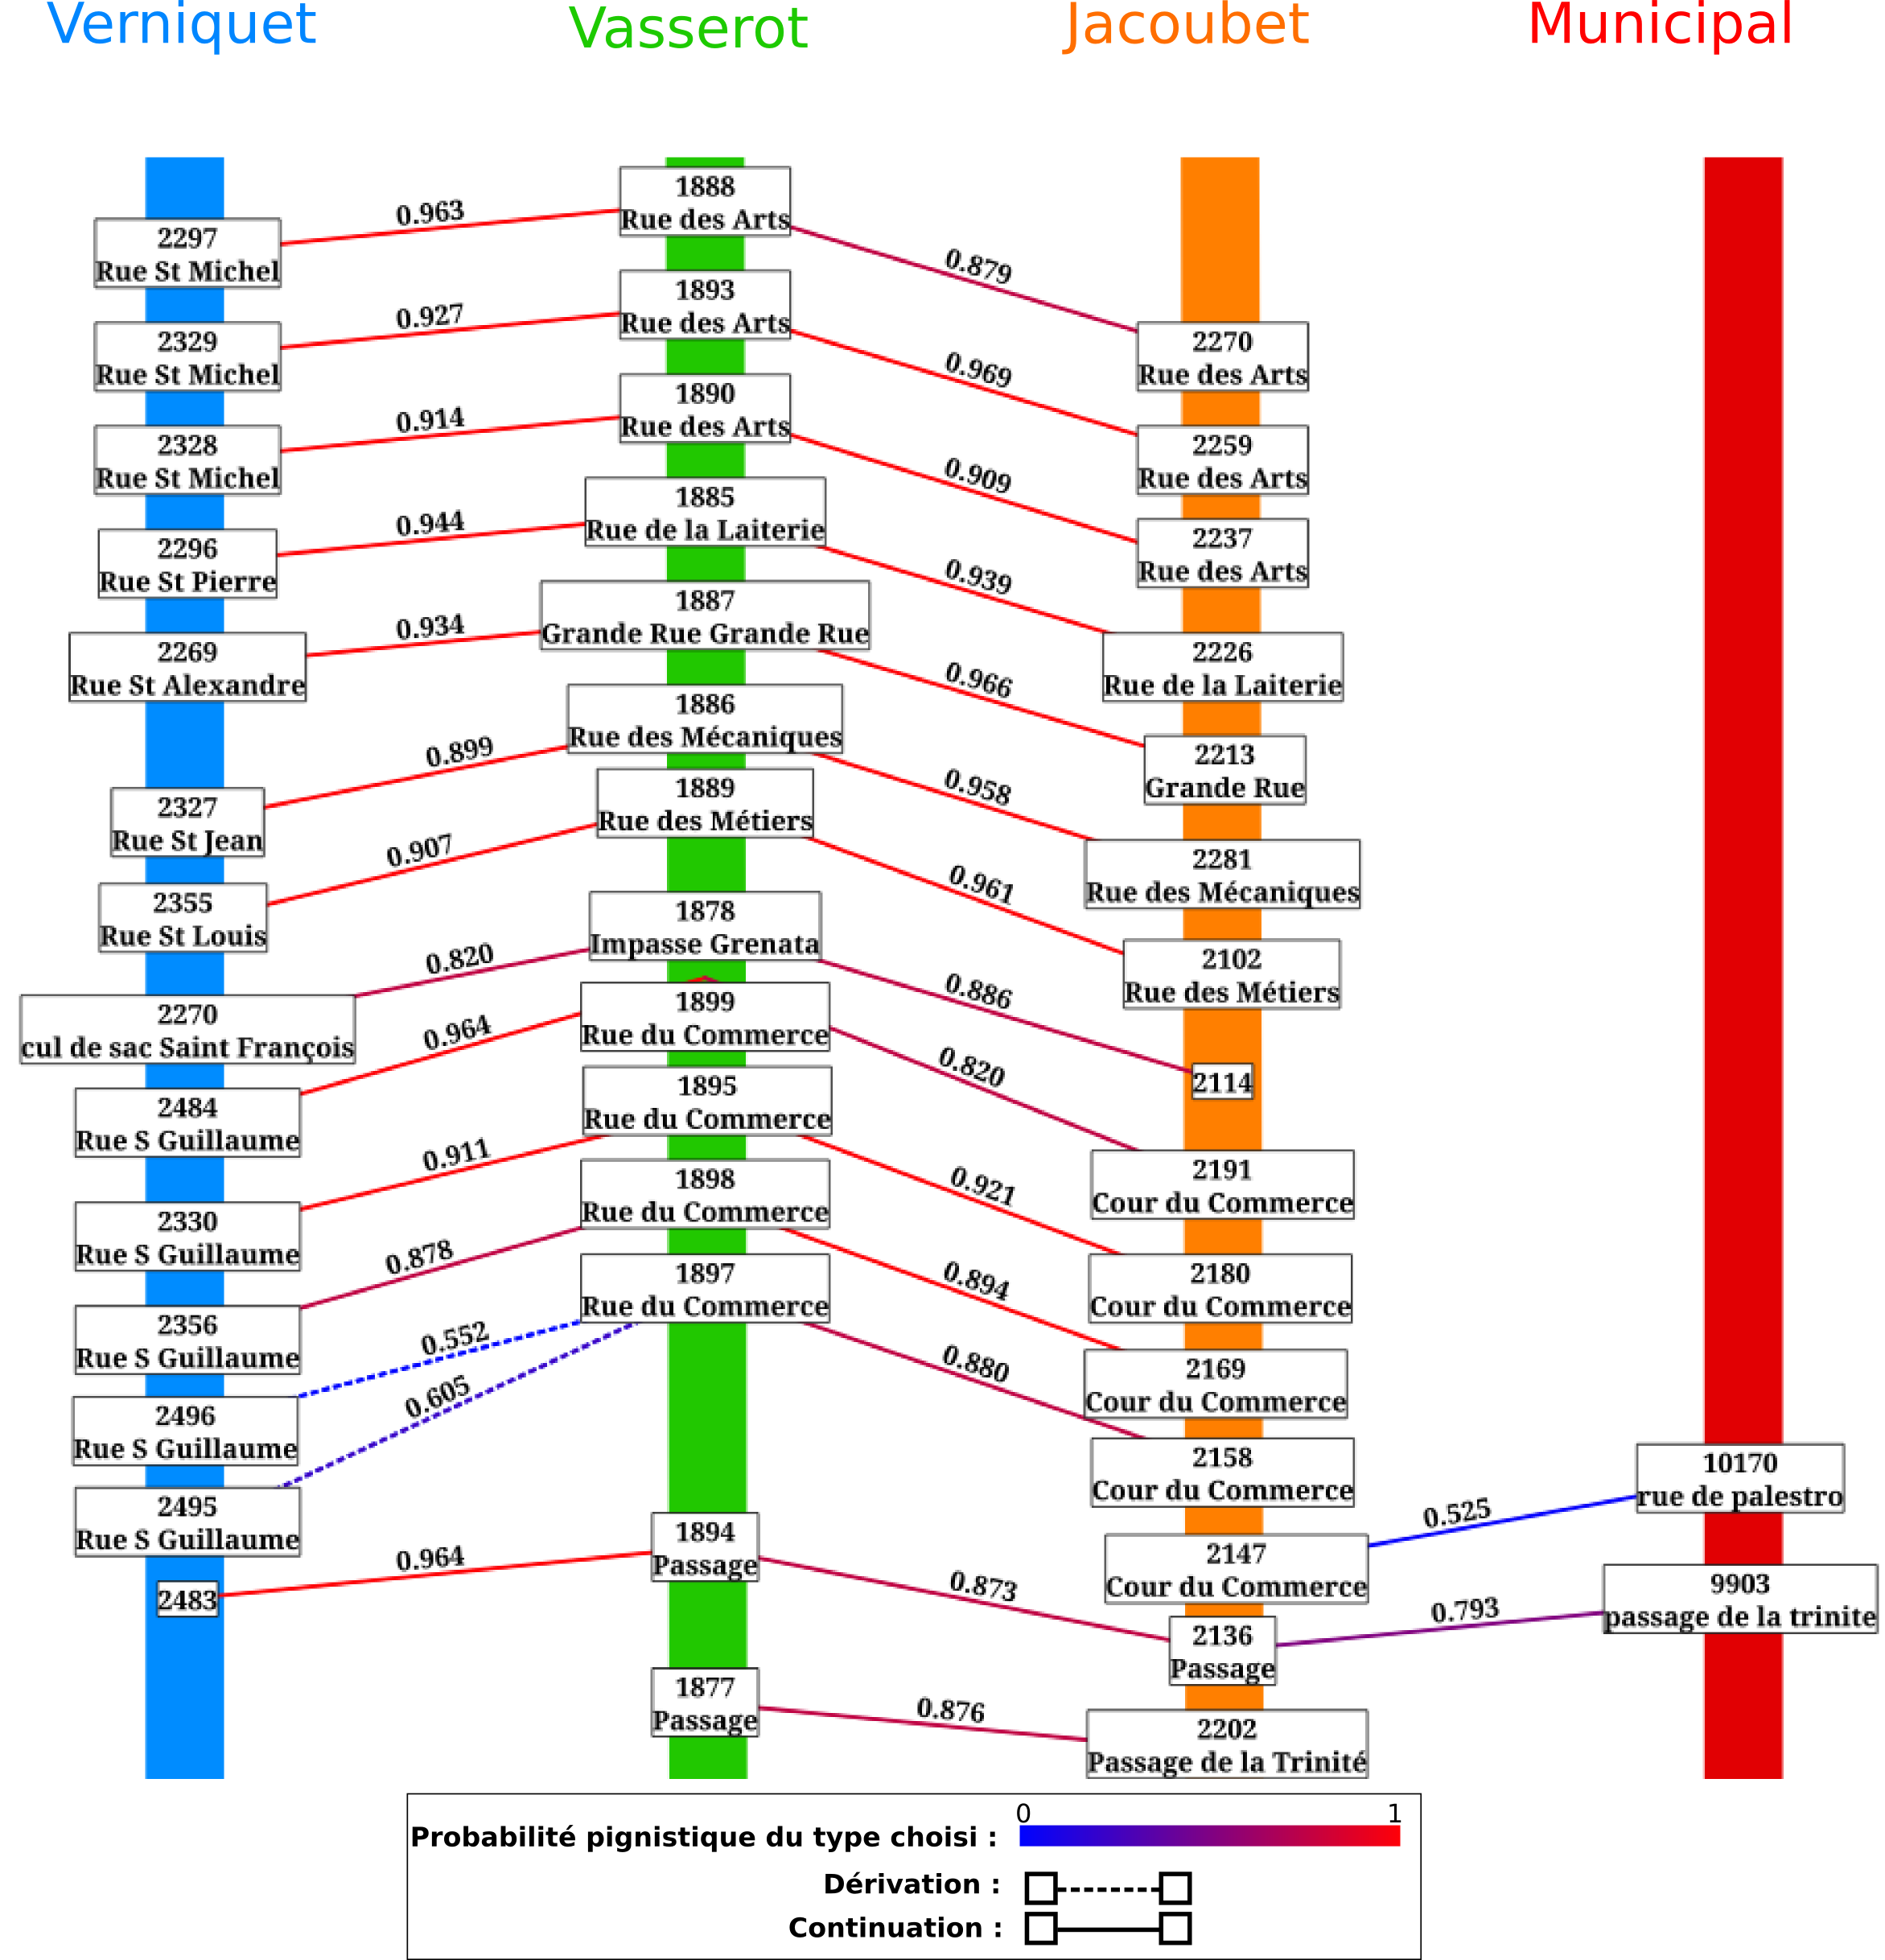 Verniquet
Vasserot
Jacoubet
Municipal
1888
Rue des Arts
0.963
2297
Rue St Michel
0.879
1893
Rue des Arts
0.927
2329
Rue St Michel
2270
Rue des Arts
0.969
1890
Rue des Arts
0.914
2328
Rue St Michel
2259
Rue des Arts
0.909
1885
Rue de la Laiterie
0.944
2296
Rue St Pierre
2237
Rue des Arts
0.939
1887
Grande Rue Grande Rue
0.934
2269
Rue St Alexandre
2226
Rue de la Laiterie
0.966
1886
Rue des Mécaniques
0.899
2327
Rue St Jean
2213
Grande Rue
0.958
1889
Rue des Métiers
0.907
2355
Rue St Louis
2281
Rue des Mécaniques
0.961
1878
Impasse Grenata
0.820
2270
cul de sac Saint François
2102
Rue des Métiers
0.886
1899
Rue du Commerce
0.964
2484
Rue S Guillaume
2114
0.820
1895
Rue du Commerce
0.911
2330
Rue S Guillaume
2191
Cour du Commerce
0.921
1898
Rue du Commerce
0.878
2356
Rue S Guillaume
2180
Cour du Commerce
0.894
1897
Rue du Commerce
0.552
2496
Rue S Guillaume
0.605
2495
Rue S Guillaume
2169
Cour du Commerce
0.880
2158
Cour du Commerce
10170
rue de palestro
0.525
2147
Cour du Commerce
1894
Passage
0.964
2483
0.873
2136
Passage
0.793
9903
passage de la trinite
1877
Passage
0.876
2202
Passage de la Trinité
0 1
Probabilité pignistique du type choisi :
Dérivation :
Continuation :